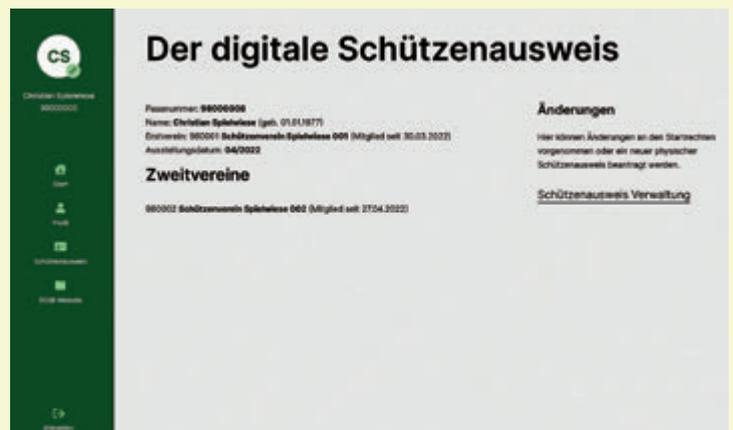 CS
Christian Spielwiese
98000008
Start
Profil
Schützenausweis
Der digitale Schützenausweis
Passnummer: 98000008
Name: Christian Spielwiese (geb. 01.01.1977)
Erstverein: 980001 Schützenverein Spielwiese 001 (Mitglied seit 30.03.2022)
Ausstellungsdatum: 04/2022
Zweitvereine
980002 Schützenverein Spielwiese 002 (Mitglied seit 27.04.2022)
Änderungen
Hier können Änderungen an den Startrechten
vorgenommen oder ein neuer physischer
Schützenausweis beantragt werden.
Schützenausweis Verwaltung